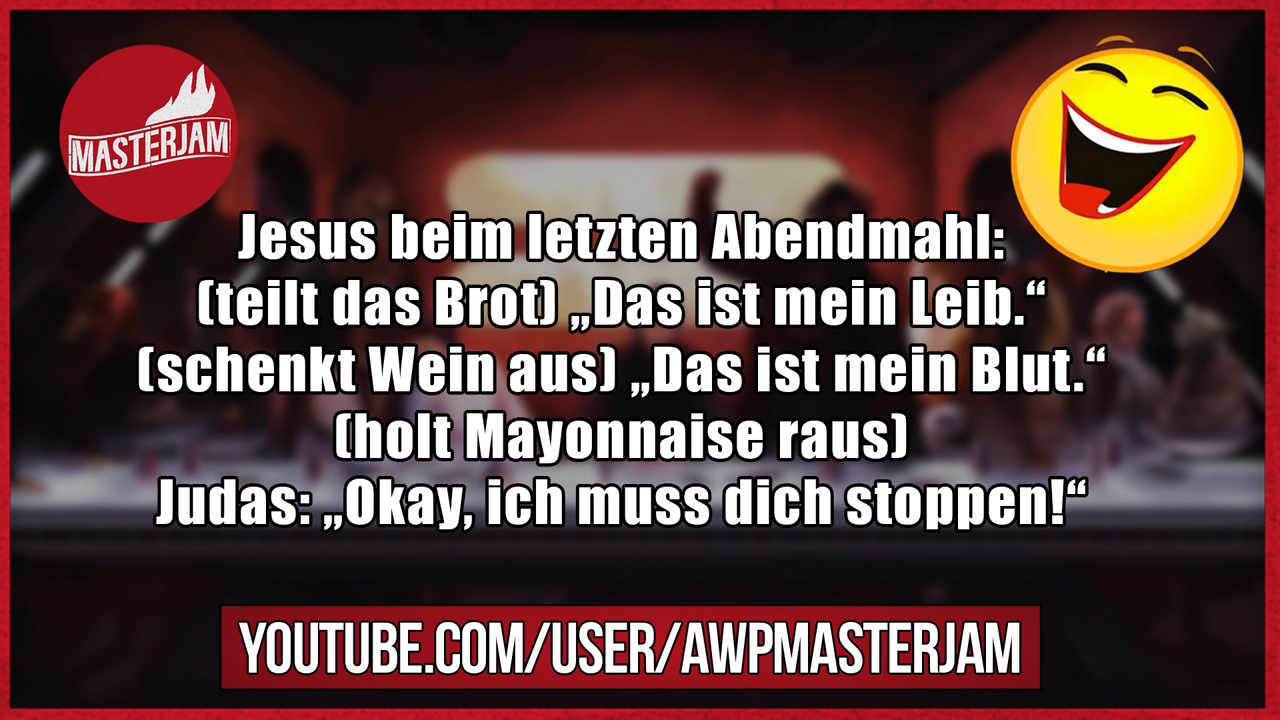 MASTERJAM
Jesus beim letzten Abendmahl:
(teilt das Brot) „Das ist mein Leib.“
(schenkt Wein aus) „Das ist mein Blut.“
(holt Mayonnaise raus)
Judas: „Okay, ich muss dich stoppen!“
YOUTUBE.COM/USER/AWPMASTERJAM